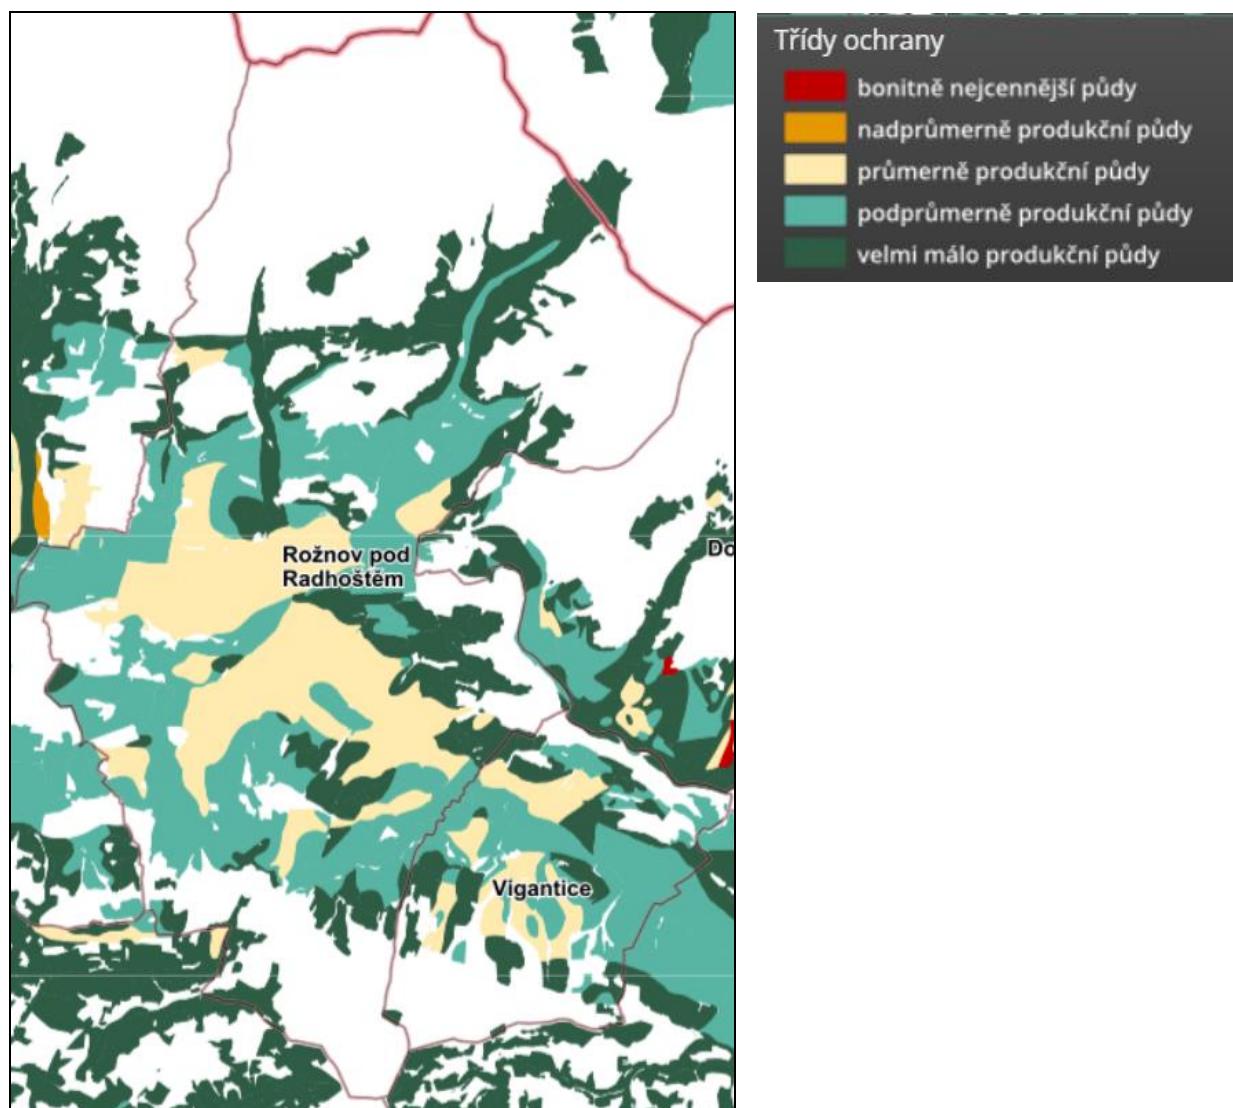 Třídy ochrany
bonitně nejcennější půdy
nadprůmerně produkční půdy
průmerně produkční půdy
podprůmerně produkční půdy
velmi málo produkční půdy
Rožnov pod
Radhoštěm
Do
Vigantice